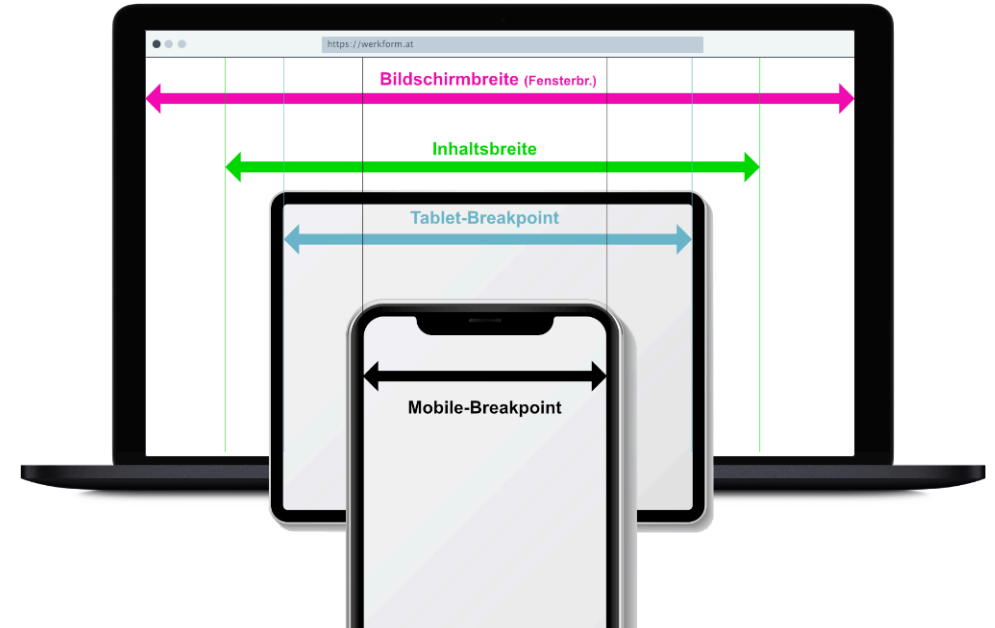 https://werkform.at
Bildschirmbreite (Fensterbr.)
Inhaltsbreite
Tablet-Breakpoint
Mobile-Breakpoint